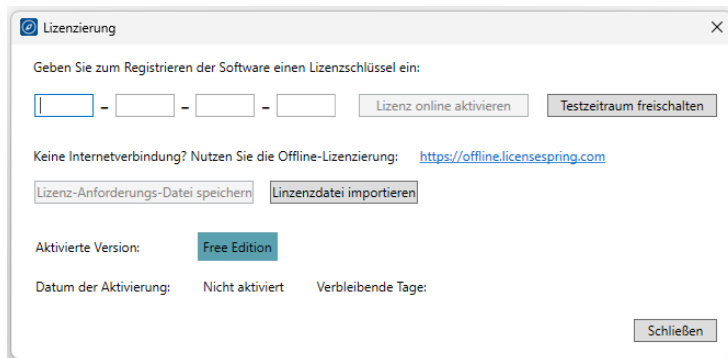 Lizenzierung
Geben Sie zum Registrieren der Software einen Lizenzschlüssel ein:
– – – Lizenz online aktivieren Testzeitraum freischalten
Keine Internetverbindung? Nutzen Sie die Offline-Lizenzierung: https://offline.licensespring.com
Lizenz-Anforderungs-Datei speichern Linzenzdatei importieren
Aktivierte Version: Free Edition
Datum der Aktivierung: Nicht aktiviert Verbleibende Tage:
Schließen